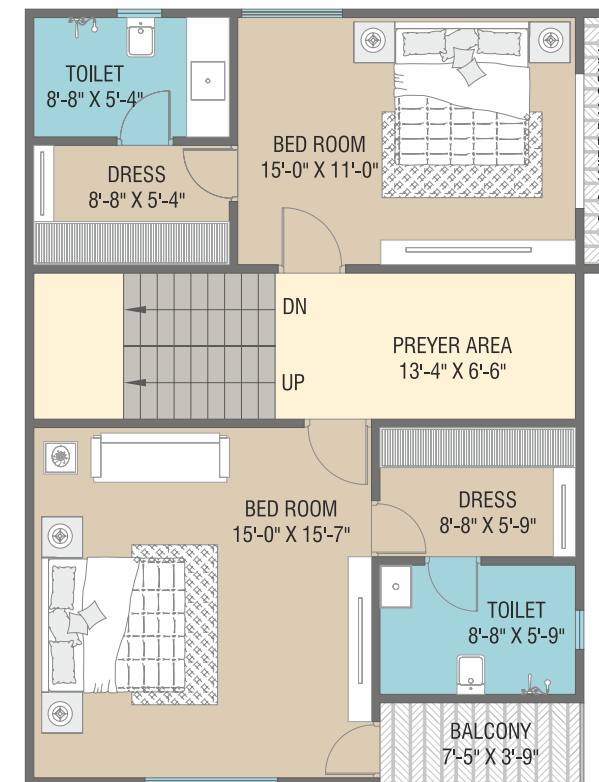 TOILET
8'-8" X 5'-4"
BED ROOM
15'-0" X 11'-0"
DRESS
8'-8" X 5'-4"
DN
PREYER AREA
13'-4" X 6'-6"
UP
BED ROOM
15'-0" X 15'-7"
DRESS
8'-8" X 5'-9"
TOILET
8'-8" X 5'-9"
BALCONY
7'-5" X 3'-9"